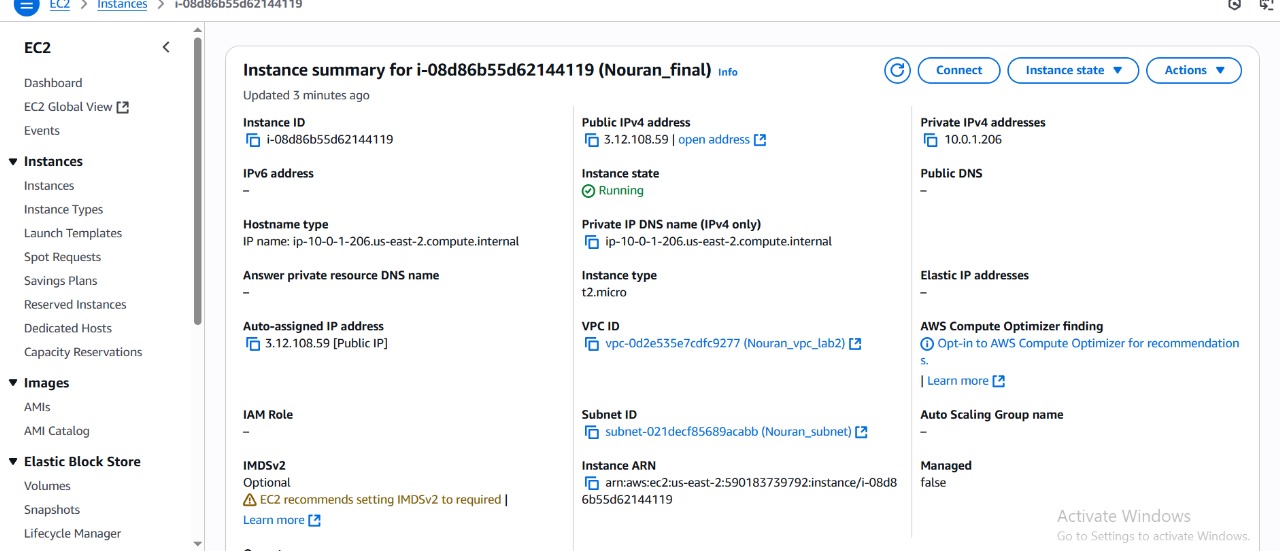 EC2 > Instances > i-08d86b55d62144119
EC2
Dashboard
EC2 Global View
Events
Instances
Instances
Instance Types
Launch Templates
Spot Requests
Savings Plans
Reserved Instances
Dedicated Hosts
Capacity Reservations
Images
AMIs
AMI Catalog
Elastic Block Store
Volumes
Snapshots
Lifecycle Manager
Instance summary for i-08d86b55d62144119 (Nouran_final) Info
Connect
Instance state
Actions
Updated 3 minutes ago
Instance ID
i-08d86b55d62144119
Public IPv4 address
3.12.108.59 | open address
Private IPv4 addresses
10.0.1.206
IPv6 address
–
Instance state
Running
Public DNS
–
Hostname type
IP name: ip-10-0-1-206.us-east-2.compute.internal
Private IP DNS name (IPv4 only)
ip-10-0-1-206.us-east-2.compute.internal
Answer private resource DNS name
–
Instance type
t2.micro
Elastic IP addresses
–
Auto-assigned IP address
3.12.108.59 [Public IP]
VPC ID
vpc-0d2e535e7cdfc9277 (Nouran_vpc_lab2)
AWS Compute Optimizer finding
Opt-in to AWS Compute Optimizer for recommendation
s.
| Learn more
IAM Role
–
Subnet ID
subnet-021decf85689acabb (Nouran_subnet)
Auto Scaling Group name
–
IMDSv2
Optional
EC2 recommends setting IMDSv2 to required |
Learn more
Instance ARN
arn:aws:ec2:us-east-2:590183739792:instance/i-08d8
6b55d62144119
Managed
false
Activate Windows
Go to Settings to activate Windows.